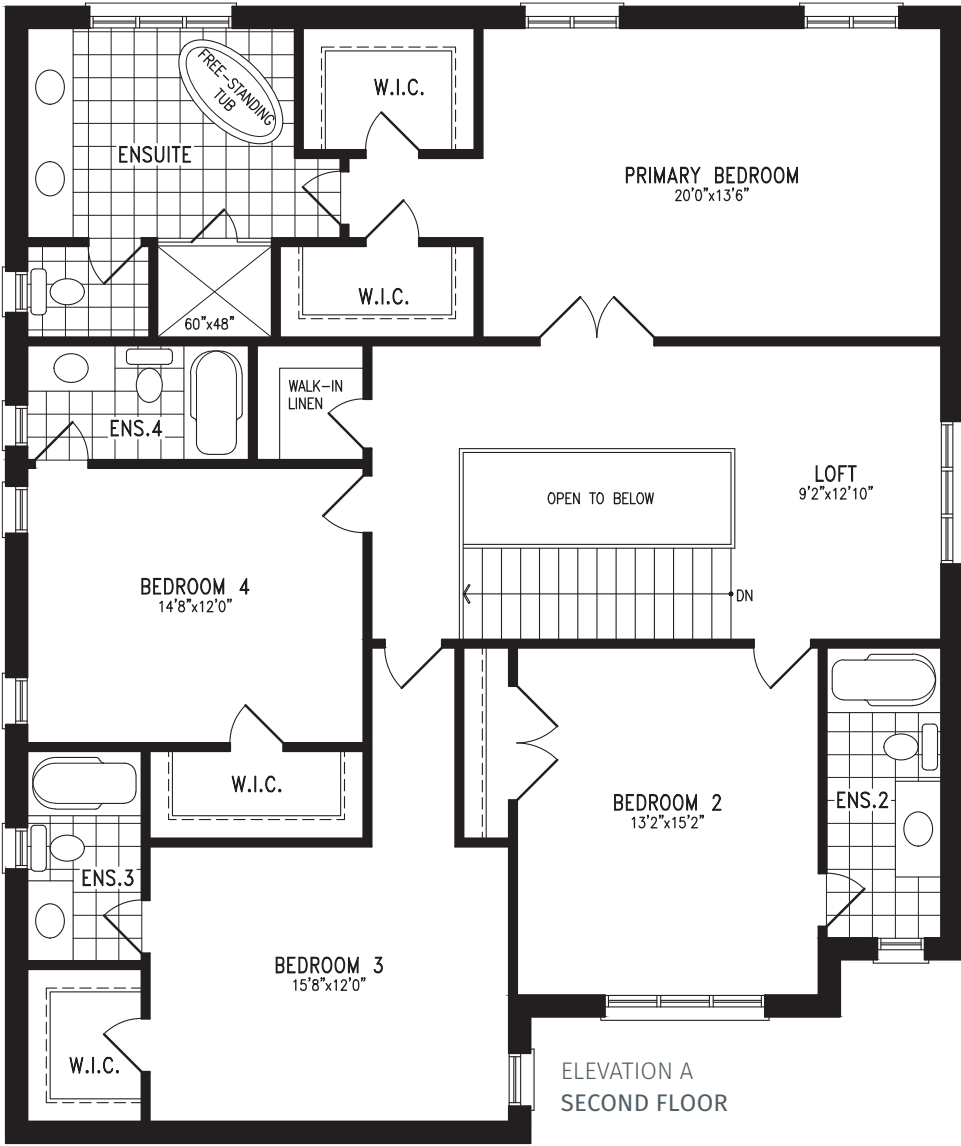 FREE-STANDING
TUB
W.I.C.
ENSUITE
PRIMARY BEDROOM
20'0"x13'6"
W.I.C.
60"x48"
WALK-IN
LINEN
ENS.4
LOFT
9'2"x12'10"
OPEN TO BELOW
BEDROOM 4
14'8"x12'0"
DN
W.I.C.
BEDROOM 2
13'2"x15'2"
ENS.2
ENS.3
BEDROOM 3
15'8"x12'0"
W.I.C.
ELEVATION A
SECOND FLOOR